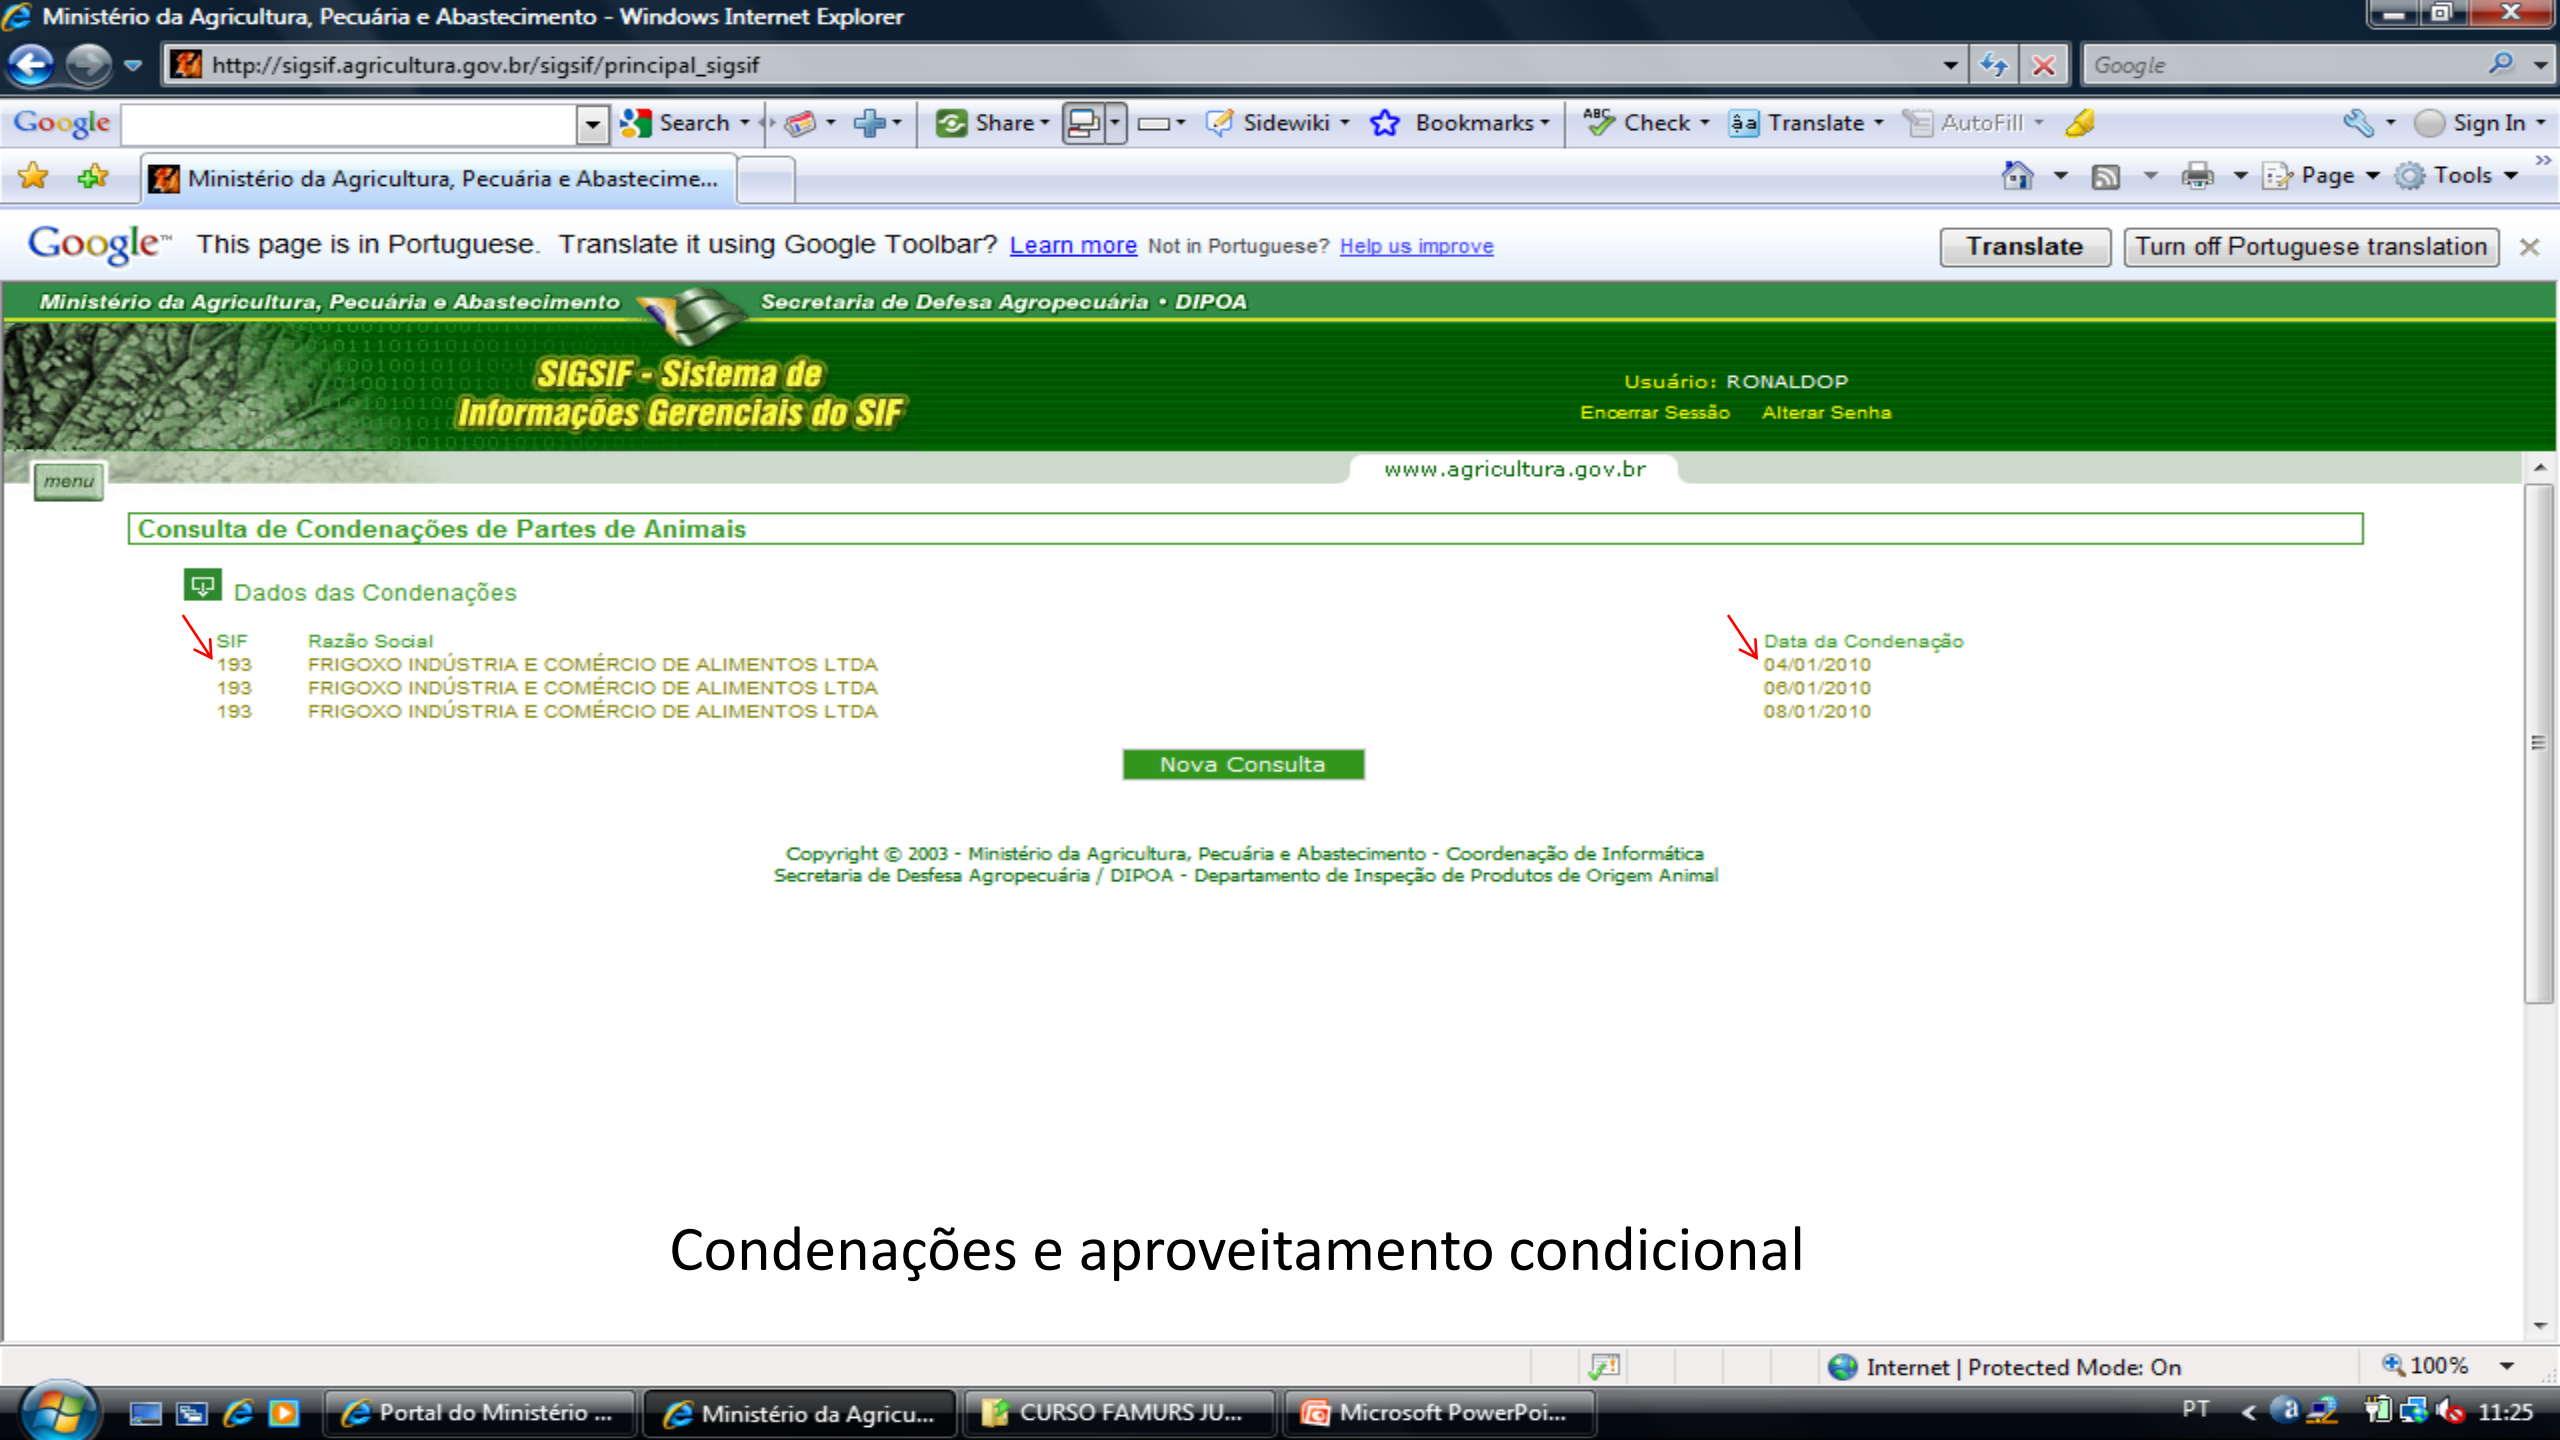 Ministério da Agricultura, Pecuária e Abastecimento - Windows Internet Explorer
http://sigsif.agricultura.gov.br/sigsif/principal_sigsif
Google
Google Search Share Sidewiki Bookmarks ABC Check âa Translate AutoFill Sign In
Ministério da Agricultura, Pecuária e Abastecime... Page Tools
Google™ This page is in Portuguese. Translate it using Google Toolbar? Learn more Not in Portuguese? Help us improve Translate Turn off Portuguese translation
Ministério da Agricultura, Pecuária e Abastecimento Secretaria de Defesa Agropecuária • DIPOA
SIGSIF - Sistema de
Informações Gerenciais do SIF
Usuário: RONALDOP
Encerrar Sessão Alterar Senha
menu
www.agricultura.gov.br
Consulta de Condenações de Partes de Animais
Dados das Condenações
SIF Razão Social Data da Condenação
193 FRIGOXO INDÚSTRIA E COMÉRCIO DE ALIMENTOS LTDA 04/01/2010
193 FRIGOXO INDÚSTRIA E COMÉRCIO DE ALIMENTOS LTDA 06/01/2010
193 FRIGOXO INDÚSTRIA E COMÉRCIO DE ALIMENTOS LTDA 08/01/2010
Nova Consulta
Copyright © 2003 - Ministério da Agricultura, Pecuária e Abastecimento - Coordenação de Informática
Secretaria de Desfesa Agropecuária / DIPOA - Departamento de Inspeção de Produtos de Origem Animal
Condenações e aproveitamento condicional
Internet | Protected Mode: On 100%
Portal do Ministério ... Ministério da Agricu... CURSO FAMURS JU... Microsoft PowerPoi... PT 11:25